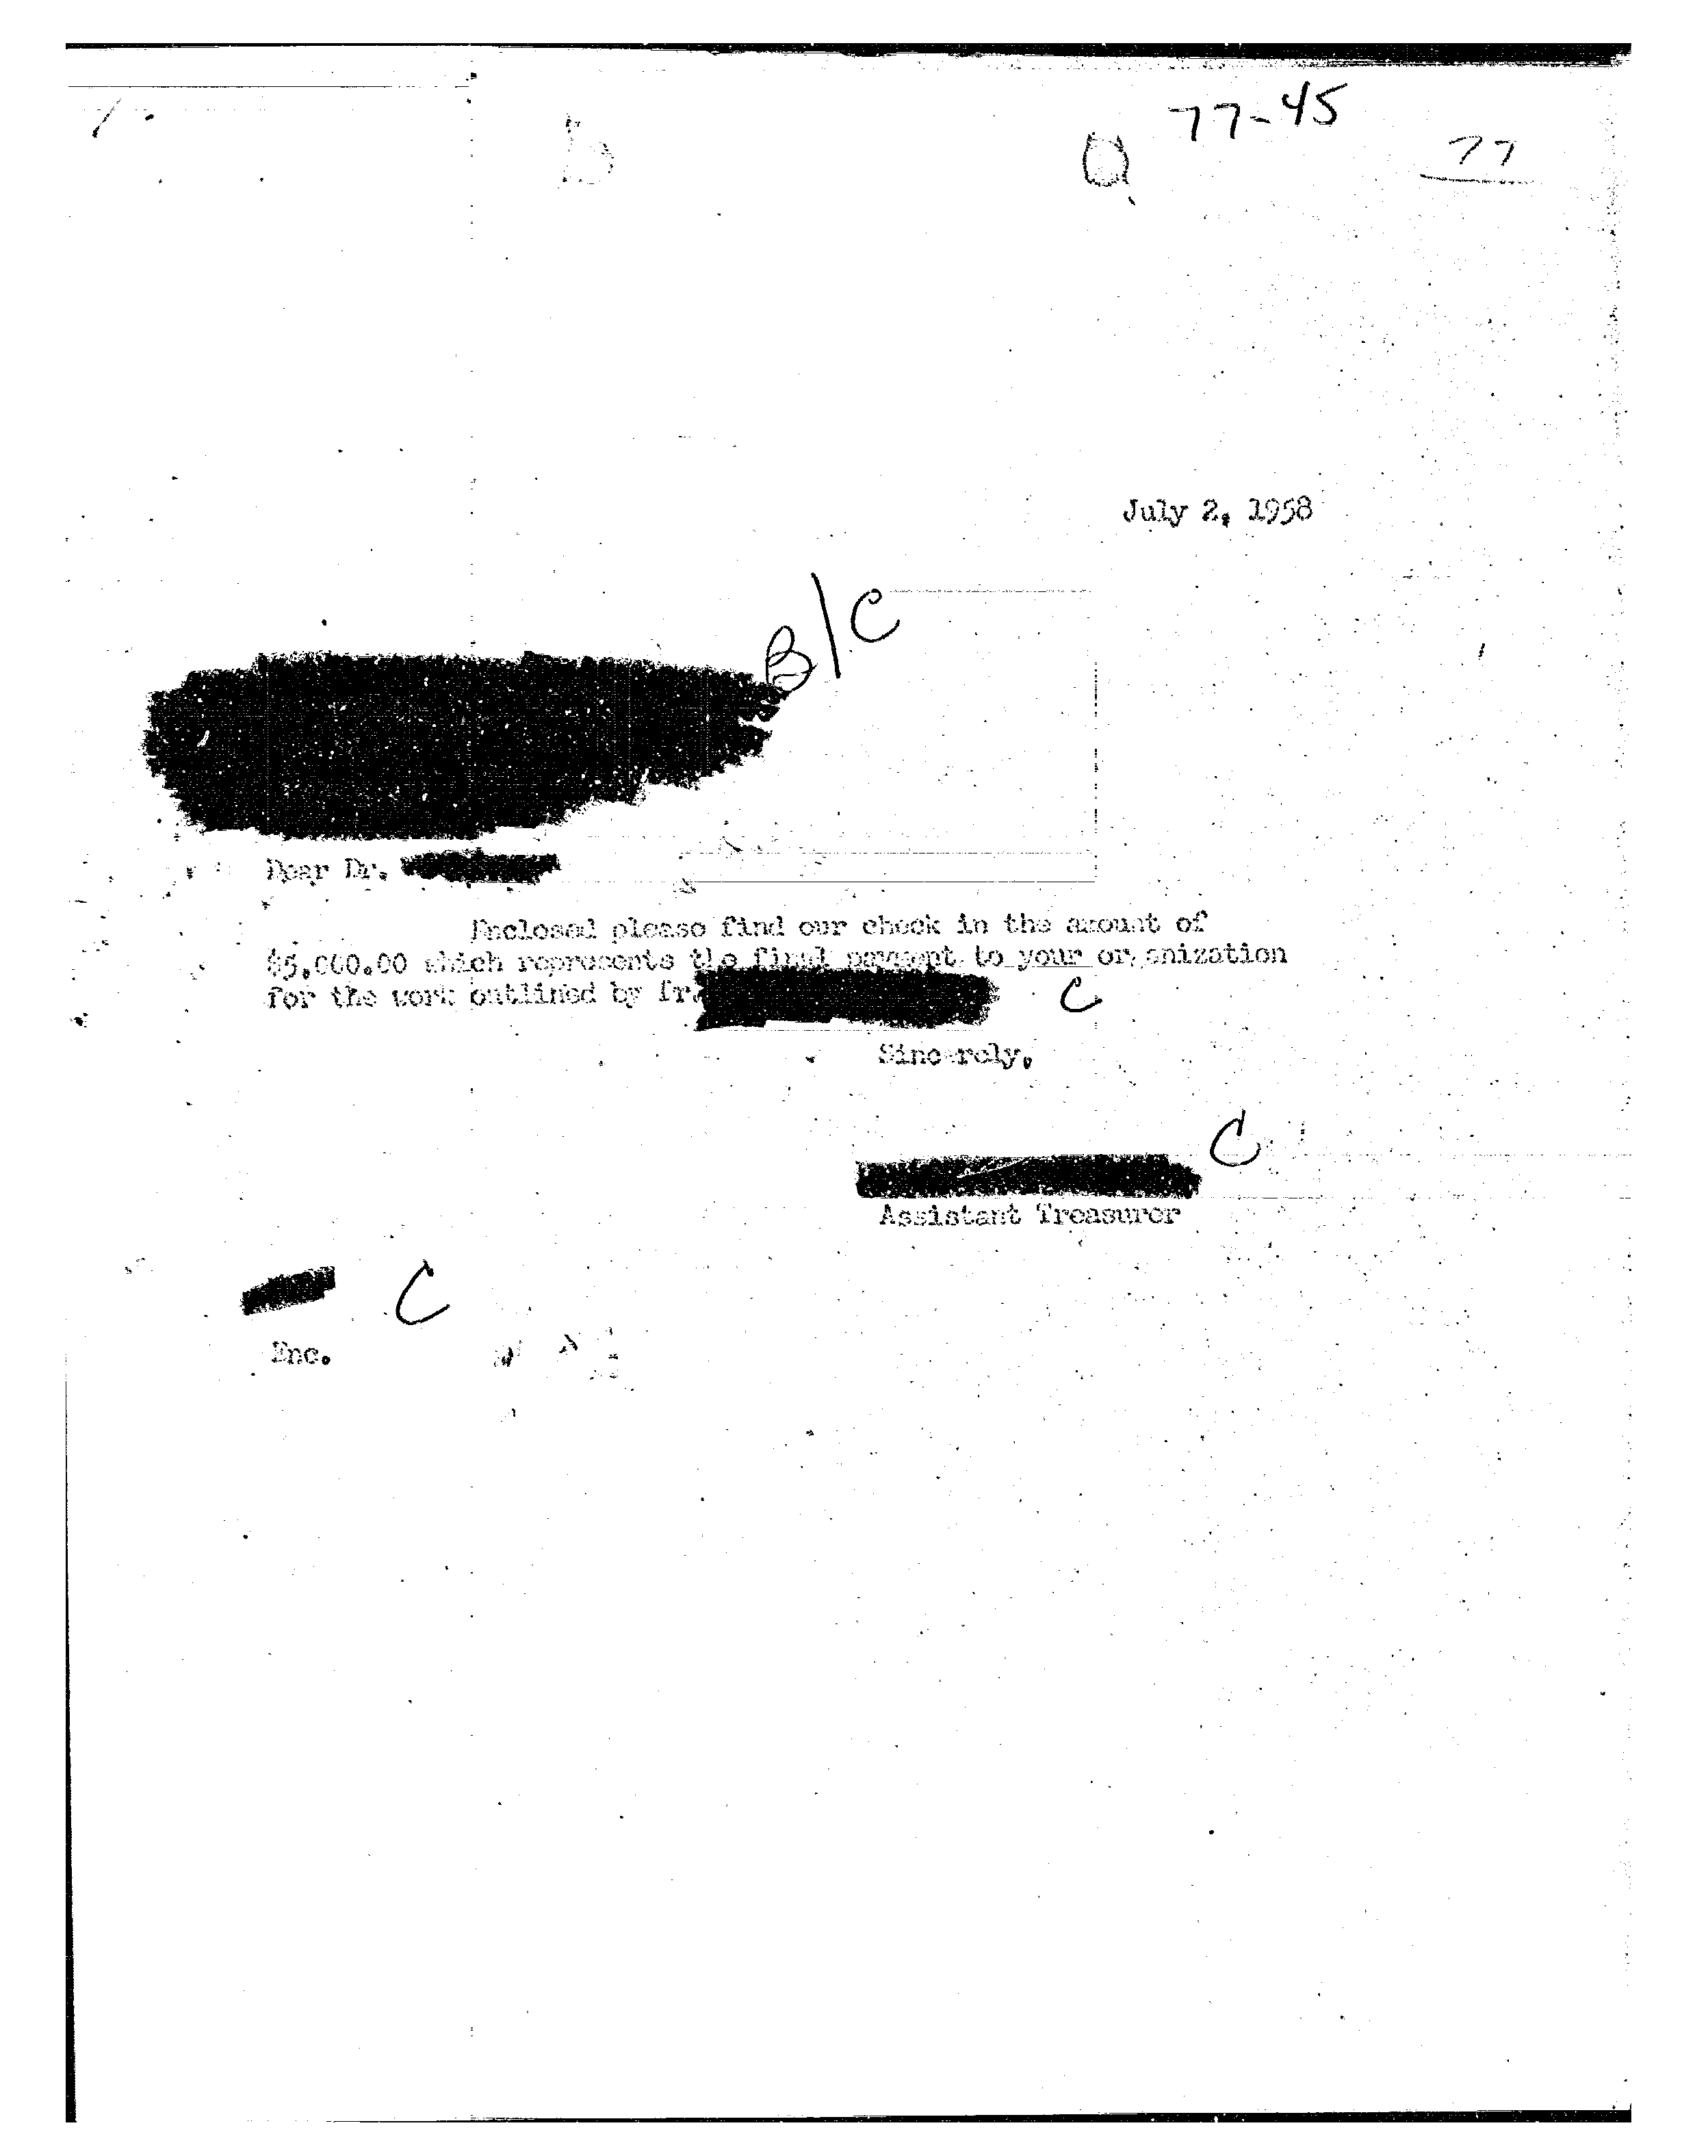 77-45
77
July 2, 1958
B/C
Dear Dr.
Enclosed please find our check in the amount of
$5,000.00 which represents the final payment to your organization
for the work outlined by Dr.
C
Sincerely,
C
Assistant Treasurer
C
Enc.